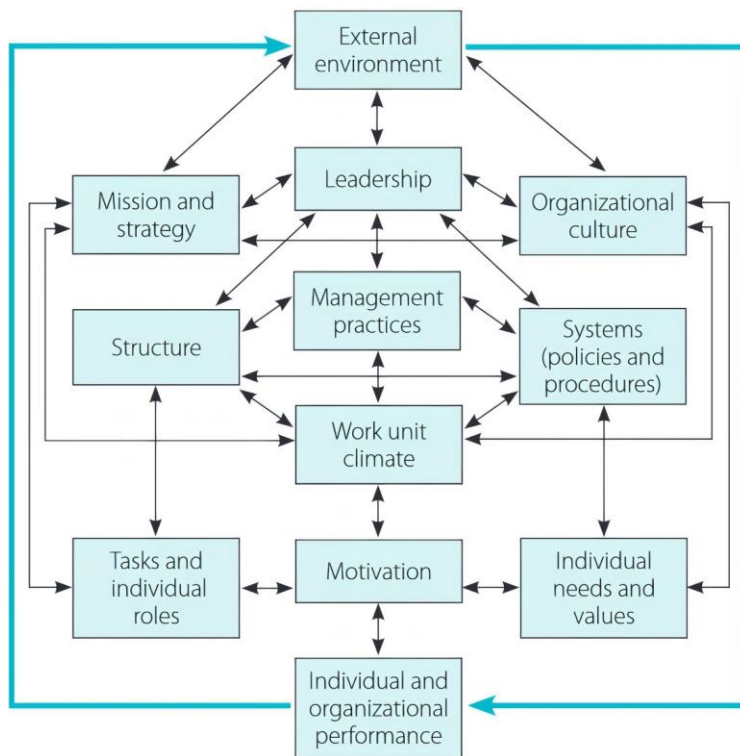 External
environment
Leadership
Mission and
strategy
Organizational
culture
Management
practices
Structure
Systems
(policies and
procedures)
Work unit
climate
Tasks and
individual
roles
Motivation
Individual
needs and
values
Individual and
organizational
performance